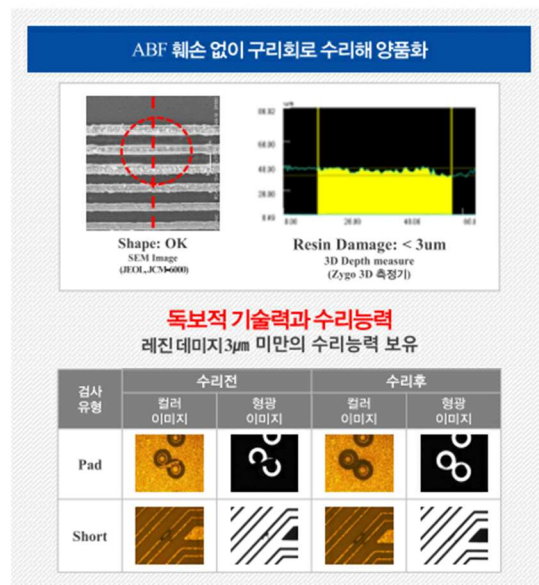 ABF 훼손 없이 구리회로 수리해 양품화
Shape: OK
SEM Image
(JEOL, JCM-6000)
Resin Damage: < 3um
3D Depth measure
(Zygo 3D 측정기)
독보적 기술력과 수리능력
레진 데미지 3㎛ 미만의 수리능력 보유
검사 유형 수리전 수리후
컬러 이미지 형광 이미지 컬러 이미지 형광 이미지
Pad
Short